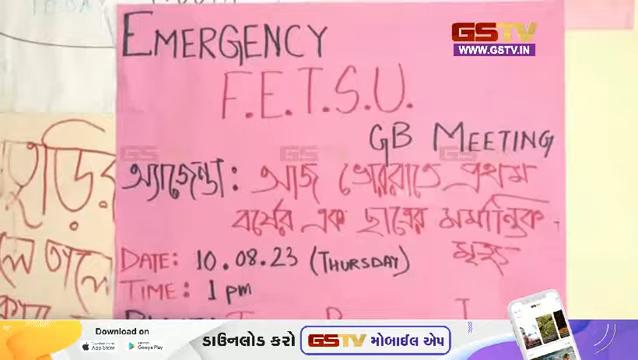 GSTV
WWW.GSTV.IN
EMERGENCY
F.E.T.S.U.
GB MEETING
অ্যাজেন্ডা: আজ ভোররাতে প্রথম
বর্ষের এক ছাত্রের মর্মান্তিক
মৃত্যু
DATE: 10.08.23 (THURSDAY)
TIME: 1 pm
Download on
App Store
Google Play
ડાઉનલોડ કરો GSTV મોબાઈલ એપ